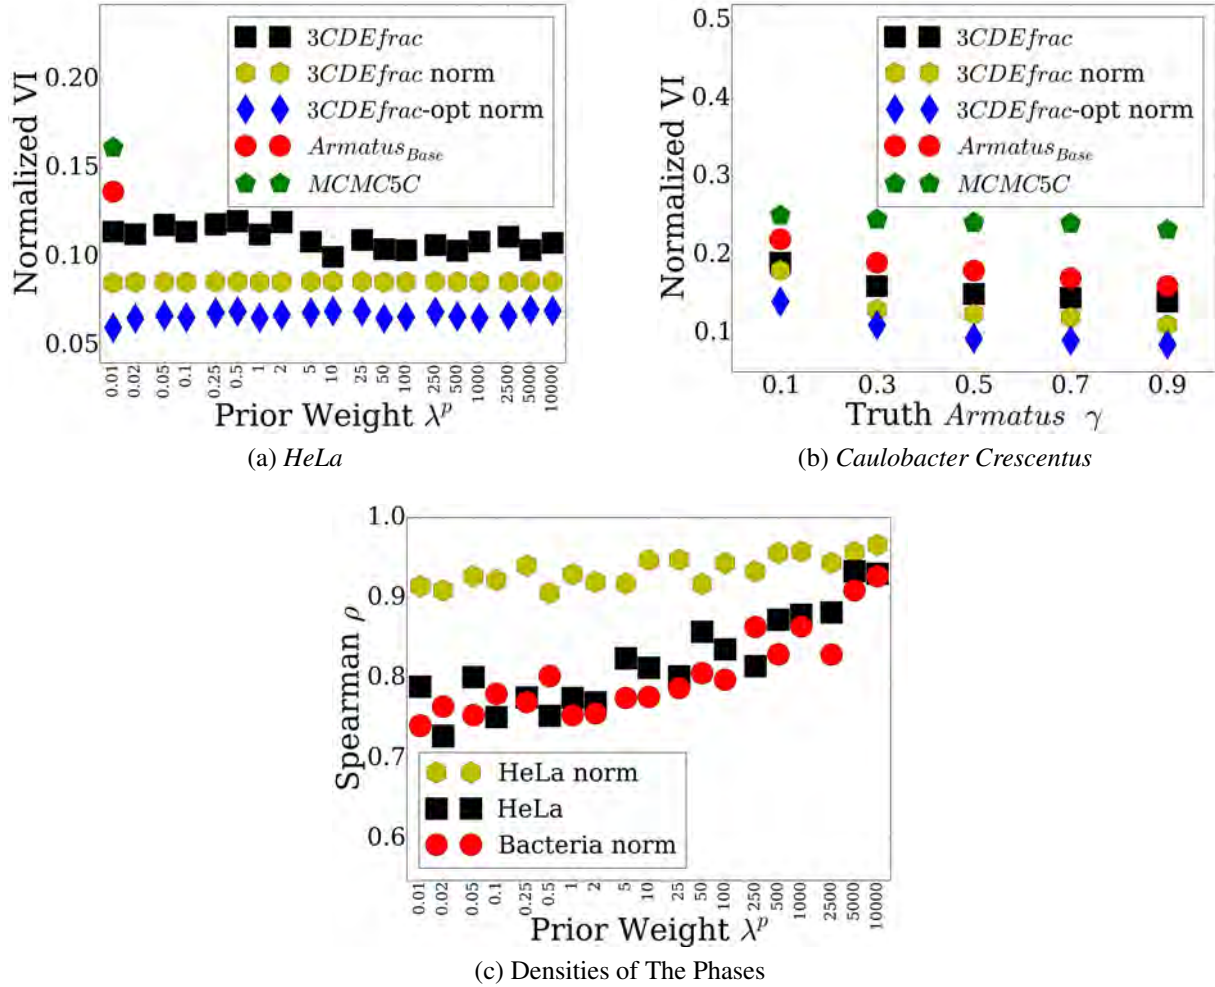 Normalized VI
0.20
0.15
0.10
0.05
3CDEfrac
3CDEfrac norm
3CDEfrac-opt norm
Armatus_Base
MCMC5C
0.01 0.02 0.05 0.1 0.25 0.5 1 2 5 10 25 50 100 250 500 1000 2500 5000 10000
Prior Weight λ^p
(a) HeLa
Normalized VI
0.5
0.4
0.3
0.2
0.1
3CDEfrac
3CDEfrac norm
3CDEfrac-opt norm
Armatus_Base
MCMC5C
0.1 0.3 0.5 0.7 0.9
Truth Armatus γ
(b) Caulobacter Crescentus
Spearman ρ
1.0
0.9
0.8
0.7
0.6
HeLa norm
HeLa
Bacteria norm
0.01 0.02 0.05 0.1 0.25 0.5 1 2 5 10 25 50 100 250 500 1000 2500 5000 10000
Prior Weight λ^p
(c) Densities of The Phases